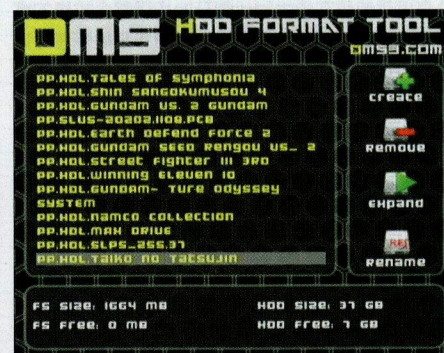 DMS HDD FORMAT TOOL
DMS3.COM
PP.HDL.Tales of Symphonia
PP.HDL.Shin Sangokumusou 4
PP.HDL.Gundam vs. Z Gundam
PP.SLUS-20202.1108.PCB
PP.HDL.Earth Defend Force 2
PP.HDL.Gundam SEED Rengou vs_ Z
PP.HDL.Street Fighter III 3RD
PP.HDL.Winning Eleven 10
PP.HDL.Gundam- Ture Odyssey
SYSTEM
PP.HDL.Namco Collection
PP.HDL.MAX DRIVE
PP.HDL.SLPS_255.37
PP.HDL.Taiko no Tatsujin
Create
Remove
Expand
Rename
FS Size: 1664 MB
FS Free: 0 MB
HDD Size: 37 GB
HDD Free: 7 GB